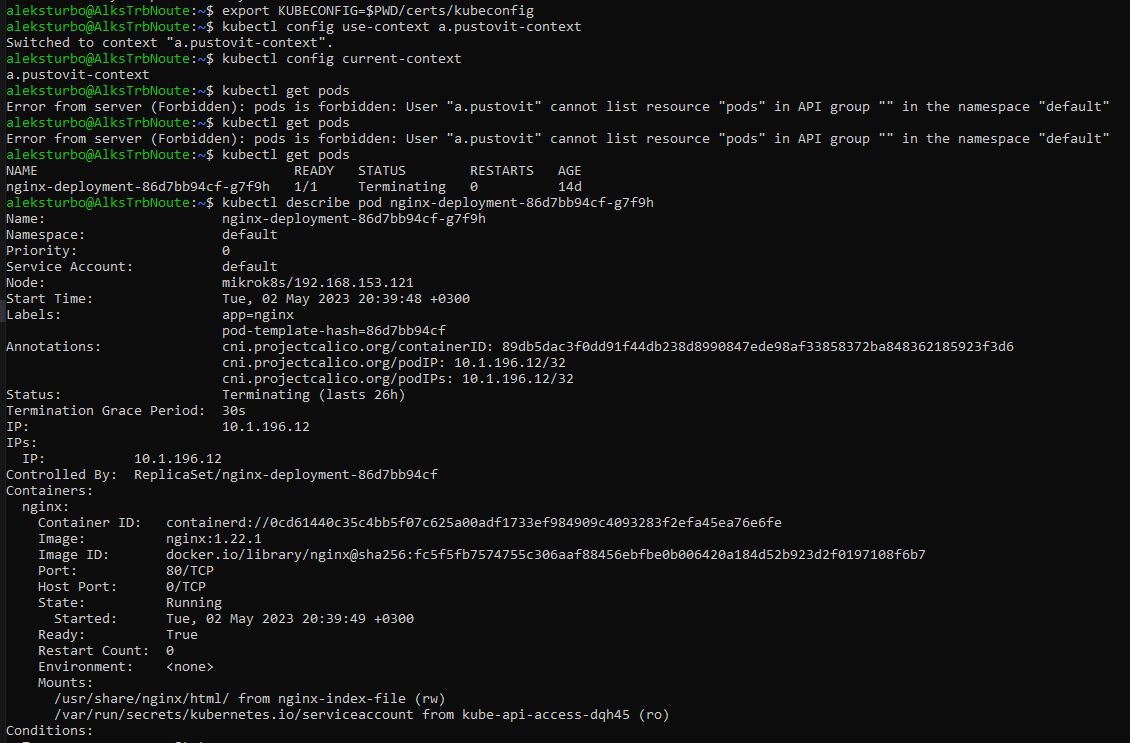 aleksturbo@AlksTrbNoute:~$ export KUBECONFIG=$PWD/certs/kubeconfig
aleksturbo@AlksTrbNoute:~$ kubectl config use-context a.pustovit-context
Switched to context "a.pustovit-context".
aleksturbo@AlksTrbNoute:~$ kubectl config current-context
a.pustovit-context
aleksturbo@AlksTrbNoute:~$ kubectl get pods
Error from server (Forbidden): pods is forbidden: User "a.pustovit" cannot list resource "pods" in API group "" in the namespace "default"
aleksturbo@AlksTrbNoute:~$ kubectl get pods
Error from server (Forbidden): pods is forbidden: User "a.pustovit" cannot list resource "pods" in API group "" in the namespace "default"
aleksturbo@AlksTrbNoute:~$ kubectl get pods
NAME                                READY   STATUS        RESTARTS   AGE
nginx-deployment-86d7bb94cf-g7f9h   1/1     Terminating   0          14d
aleksturbo@AlksTrbNoute:~$ kubectl describe pod nginx-deployment-86d7bb94cf-g7f9h
Name:                      nginx-deployment-86d7bb94cf-g7f9h
Namespace:                 default
Priority:                  0
Service Account:           default
Node:                      mikrok8s/192.168.153.121
Start Time:                Tue, 02 May 2023 20:39:48 +0300
Labels:                    app=nginx
                           pod-template-hash=86d7bb94cf
Annotations:               cni.projectcalico.org/containerID: 89db5dac3f0dd91f44db238d8990847ede98af33858372ba848362185923f3d6
                           cni.projectcalico.org/podIP: 10.1.196.12/32
                           cni.projectcalico.org/podIPs: 10.1.196.12/32
Status:                    Terminating (lasts 26h)
Termination Grace Period:  30s
IP:                        10.1.196.12
IPs:
  IP:           10.1.196.12
Controlled By:  ReplicaSet/nginx-deployment-86d7bb94cf
Containers:
  nginx:
    Container ID:   containerd://0cd61440c35c4bb5f07c625a00adf1733ef984909c4093283f2efa45ea76e6fe
    Image:          nginx:1.22.1
    Image ID:       docker.io/library/nginx@sha256:fc5f5fb7574755c306aaf88456ebfbe0b006420a184d52b923d2f0197108f6b7
    Port:           80/TCP
    Host Port:      0/TCP
    State:          Running
      Started:      Tue, 02 May 2023 20:39:49 +0300
    Ready:          True
    Restart Count:  0
    Environment:    <none>
    Mounts:
      /usr/share/nginx/html/ from nginx-index-file (rw)
      /var/run/secrets/kubernetes.io/serviceaccount from kube-api-access-dqh45 (ro)
Conditions: